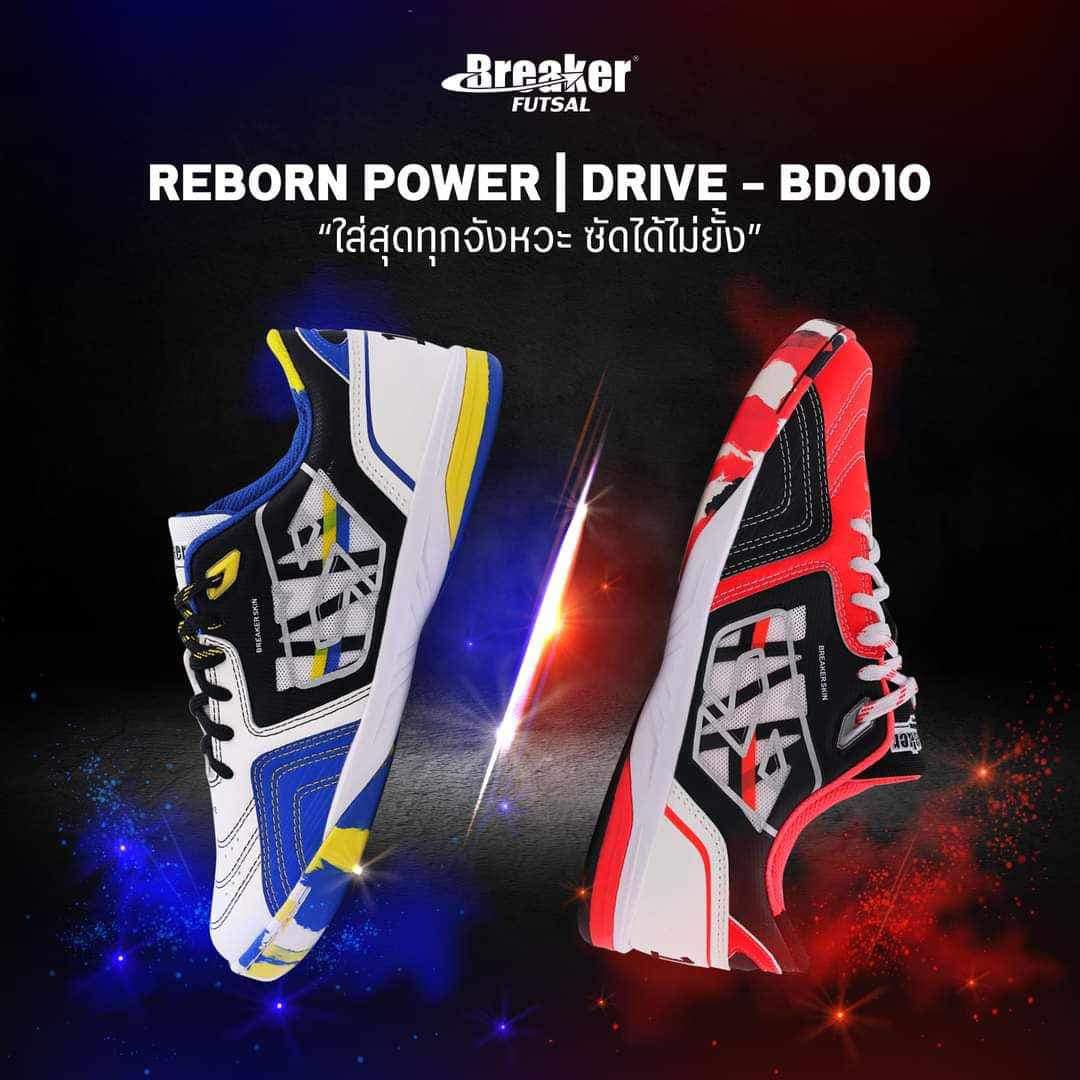 Breaker®
FUTSAL
REBORN POWER | DRIVE – BD010
“ใส่สุดทุกจังหวะ ซัดได้ไม่ยั้ง”
BREAKER SKIN
BREAKER SKIN